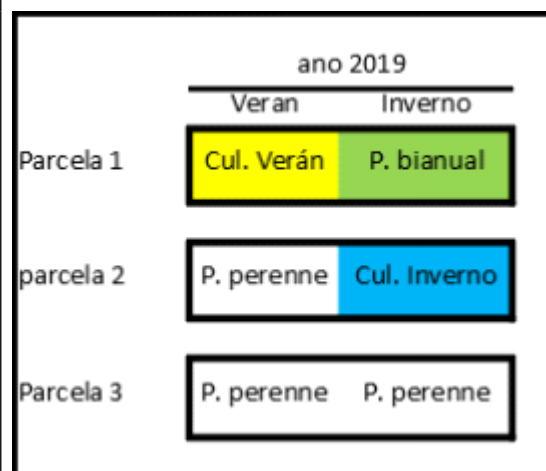 ano 2019
Veran Inverno
Parcela 1 Cul. Verán P. bianual
parcela 2 P. perenne Cul. Inverno
Parcela 3 P. perenne P. perenne